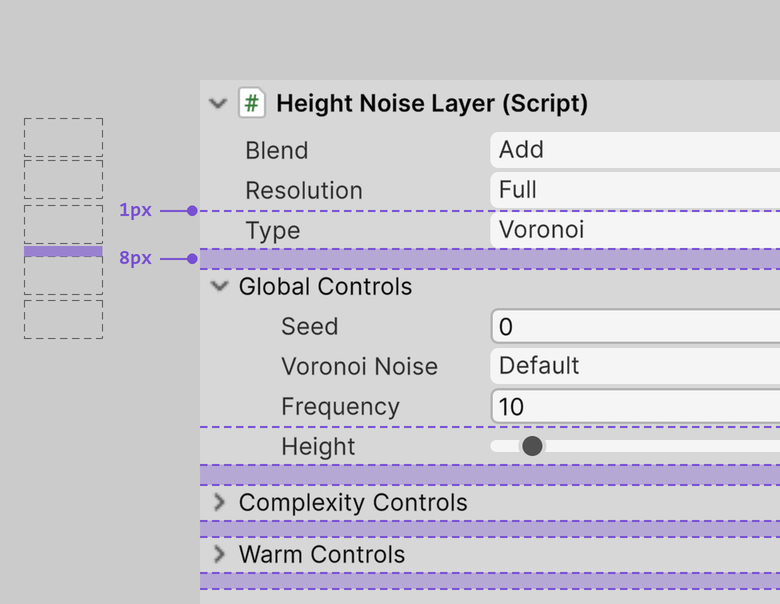 # Height Noise Layer (Script)
Blend Add
Resolution Full
1px
Type Voronoi
8px
Global Controls
Seed 0
Voronoi Noise Default
Frequency 10
Height
Complexity Controls
Warm Controls